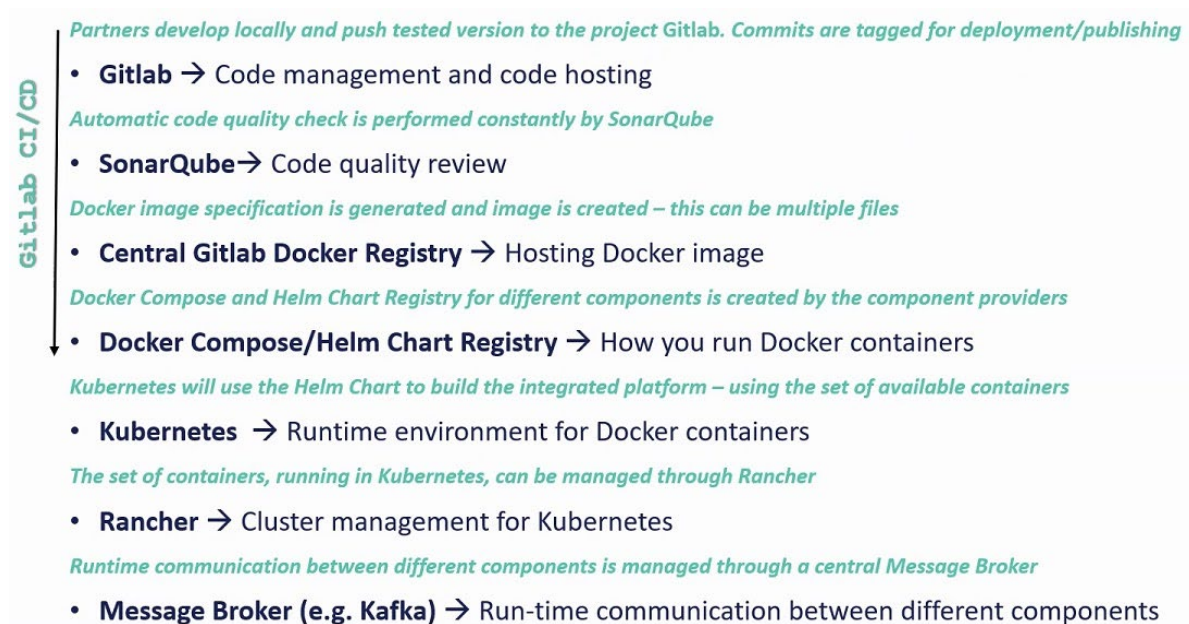 Gitlab CI/CD
Partners develop locally and push tested version to the project Gitlab. Commits are tagged for deployment/publishing
• Gitlab → Code management and code hosting
Automatic code quality check is performed constantly by SonarQube
• SonarQube→ Code quality review
Docker image specification is generated and image is created – this can be multiple files
• Central Gitlab Docker Registry → Hosting Docker image
Docker Compose and Helm Chart Registry for different components is created by the component providers
• Docker Compose/Helm Chart Registry → How you run Docker containers
Kubernetes will use the Helm Chart to build the integrated platform – using the set of available containers
• Kubernetes → Runtime environment for Docker containers
The set of containers, running in Kubernetes, can be managed through Rancher
• Rancher → Cluster management for Kubernetes
Runtime communication between different components is managed through a central Message Broker
• Message Broker (e.g. Kafka) → Run-time communication between different components